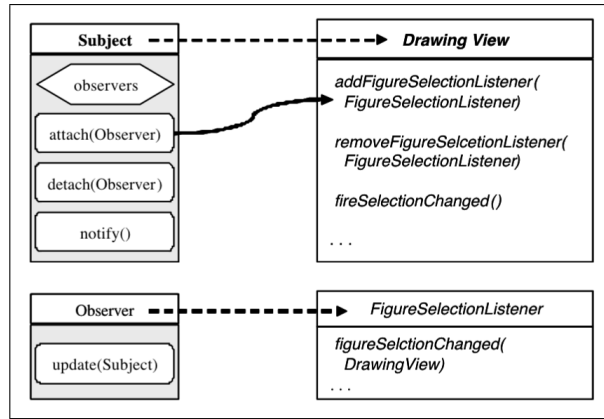 Subject
Drawing View
observers
attach(Observer)
detach(Observer)
notify()
addFigureSelectionListener(
FigureSelectionListener)
removeFigureSelcetionListener(
FigureSelectionListener)
fireSelectionChanged()
. . .
Observer
FigureSelectionListener
update(Subject)
figureSelctionChanged(
DrawingView)
. . .